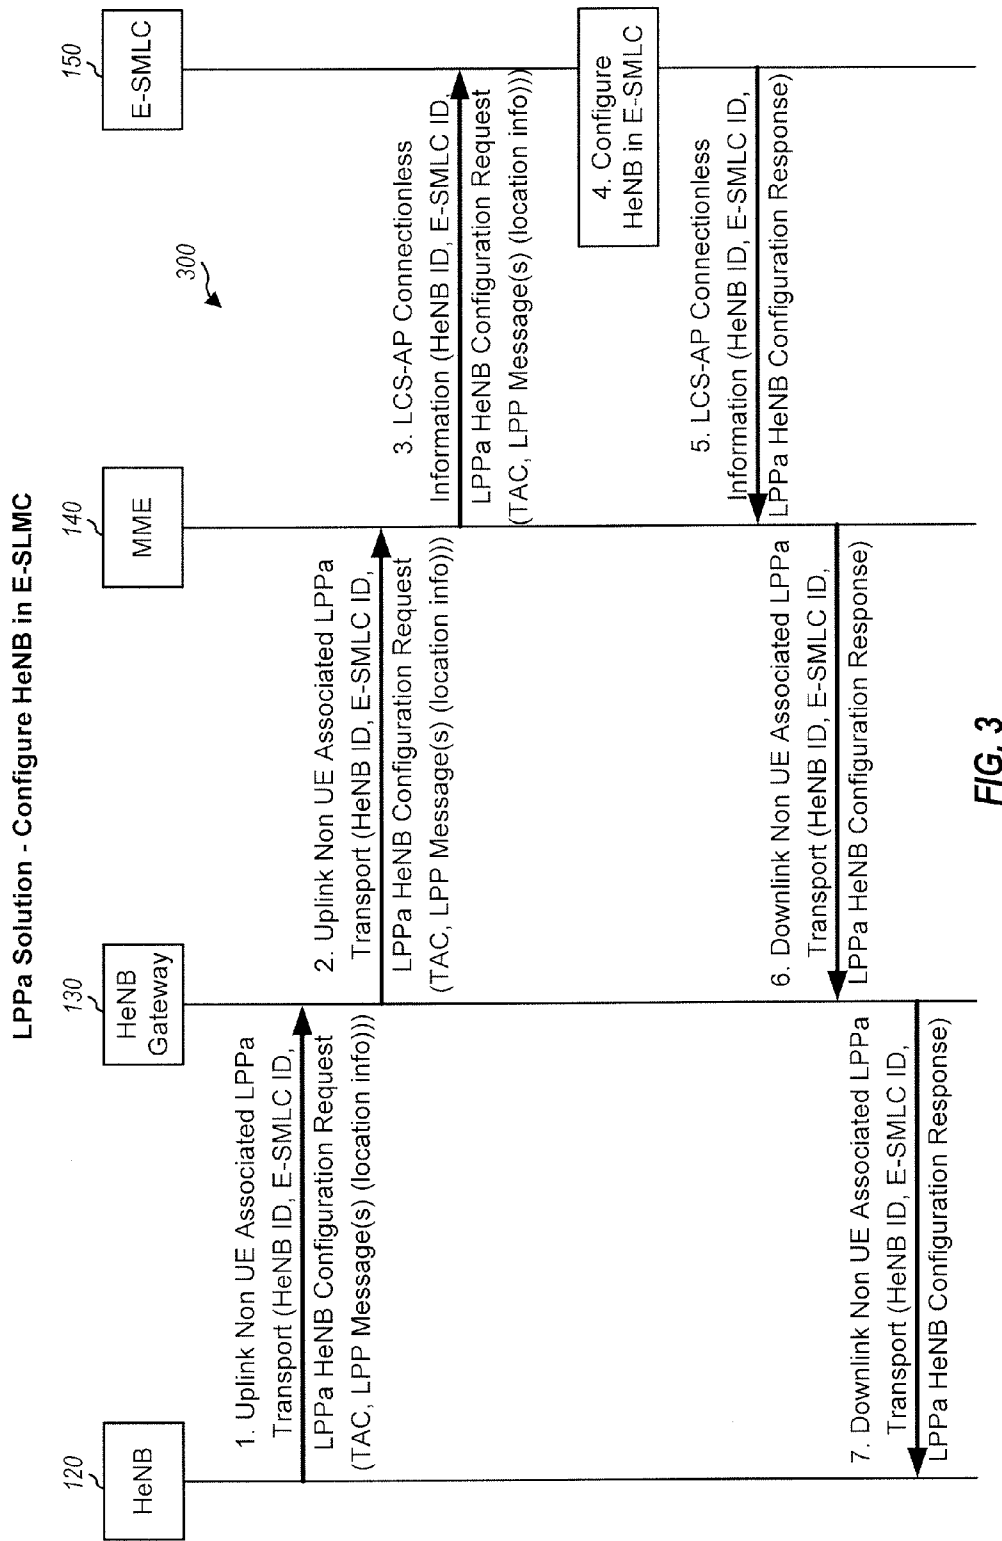 LPPa Solution - Configure HeNB in E-SLMC
120
HeNB
130
HeNB
Gateway
140
MME
150
E-SMLC
300
1. Uplink Non UE Associated LPPa
Transport (HeNB ID, E-SMLC ID,
LPPa HeNB Configuration Request
(TAC, LPP Message(s) (location info)))
2. Uplink Non UE Associated LPPa
Transport (HeNB ID, E-SMLC ID,
LPPa HeNB Configuration Request
(TAC, LPP Message(s) (location info)))
3. LCS-AP Connectionless
Information (HeNB ID, E-SMLC ID,
LPPa HeNB Configuration Request
(TAC, LPP Message(s) (location info)))
4. Configure
HeNB in E-SMLC
5. LCS-AP Connectionless
Information (HeNB ID, E-SMLC ID,
LPPa HeNB Configuration Response)
6. Downlink Non UE Associated LPPa
Transport (HeNB ID, E-SMLC ID,
LPPa HeNB Configuration Response)
7. Downlink Non UE Associated LPPa
Transport (HeNB ID, E-SMLC ID,
LPPa HeNB Configuration Response)
FIG. 3